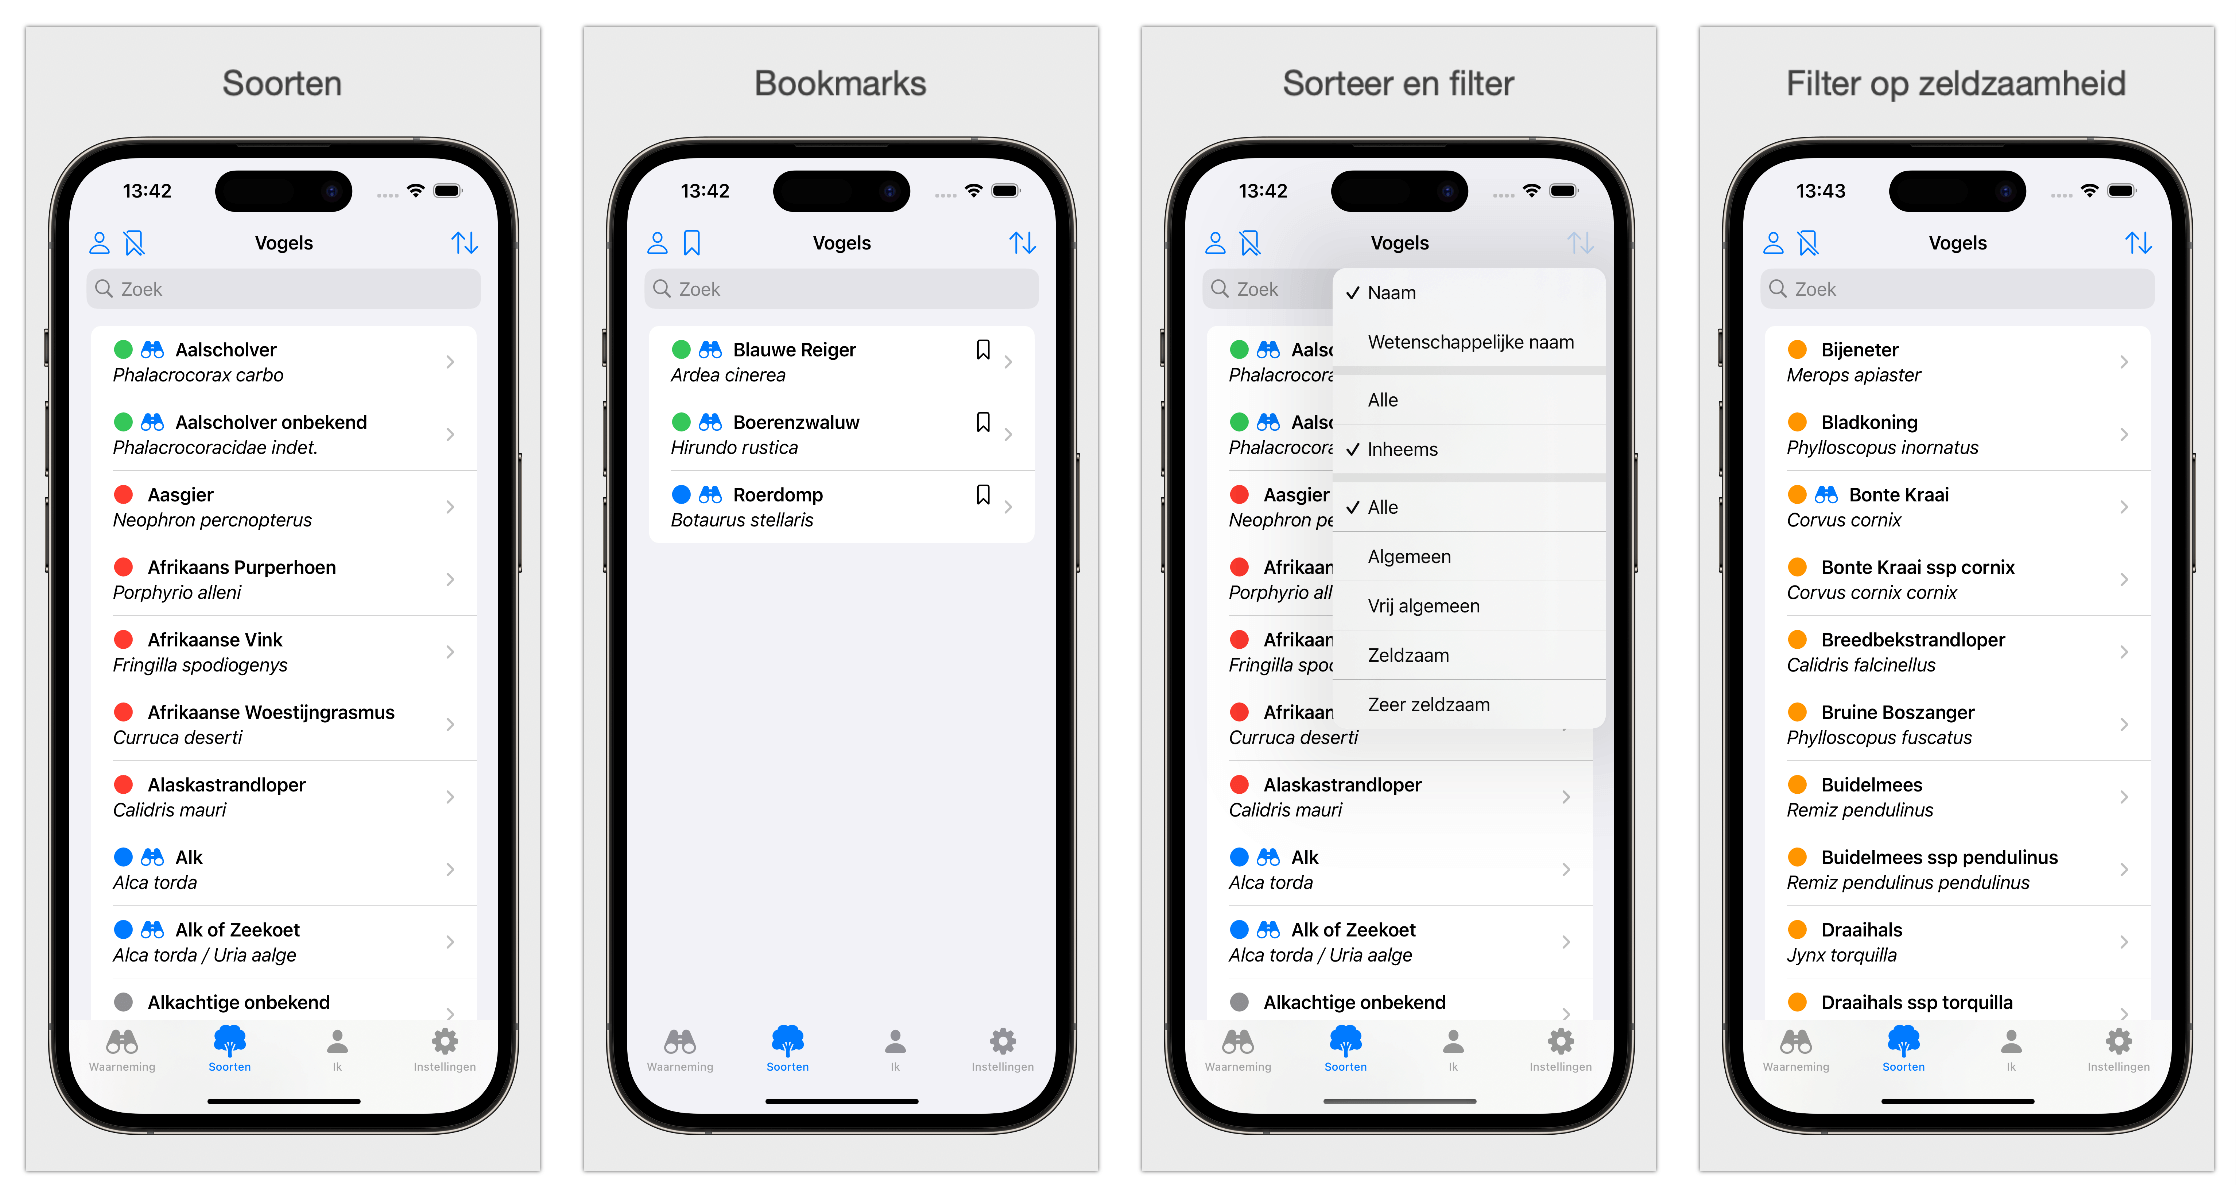 Soorten
13:42
Vogels
Zoek
Aalscholver
Phalacrocorax carbo
Aalscholver onbekend
Phalacrocoracidae indet.
Aasgier
Neophron percnopterus
Afrikaans Purperhoen
Porphyrio alleni
Afrikaanse Vink
Fringilla spodiogenys
Afrikaanse Woestijngrasmus
Curruca deserti
Alaskastrandloper
Calidris mauri
Alk
Alca torda
Alk of Zeekoet
Alca torda / Uria aalge
Alkachtige onbekend
Waarneming
Soorten
Ik
Instellingen
Bookmarks
13:42
Vogels
Zoek
Blauwe Reiger
Ardea cinerea
Boerenzwaluw
Hirundo rustica
Roerdomp
Botaurus stellaris
Waarneming
Soorten
Ik
Instellingen
Sorteer en filter
13:42
Vogels
Zoek
Naam
Wetenschappelijke naam
Alle
Inheems
Alle
Algemeen
Vrij algemeen
Zeldzaam
Zeer zeldzaam
Aalsc
Phalacrocora
Aalsc
Phalacrocora
Aasgier
Neophron pe
Afrikaan
Porphyrio all
Afrikaan
Fringilla spod
Afrikaan
Curruca deserti
Alaskastrandloper
Calidris mauri
Alk
Alca torda
Alk of Zeekoet
Alca torda / Uria aalge
Alkachtige onbekend
Waarneming
Soorten
Ik
Instellingen
Filter op zeldzaamheid
13:43
Vogels
Zoek
Bijeneter
Merops apiaster
Bladkoning
Phylloscopus inornatus
Bonte Kraai
Corvus cornix
Bonte Kraai ssp cornix
Corvus cornix cornix
Breedbekstrandloper
Calidris falcinellus
Bruine Boszanger
Phylloscopus fuscatus
Buidelmees
Remiz pendulinus
Buidelmees ssp pendulinus
Remiz pendulinus pendulinus
Draaihals
Jynx torquilla
Draaihals ssp torquilla
Waarneming
Soorten
Ik
Instellingen